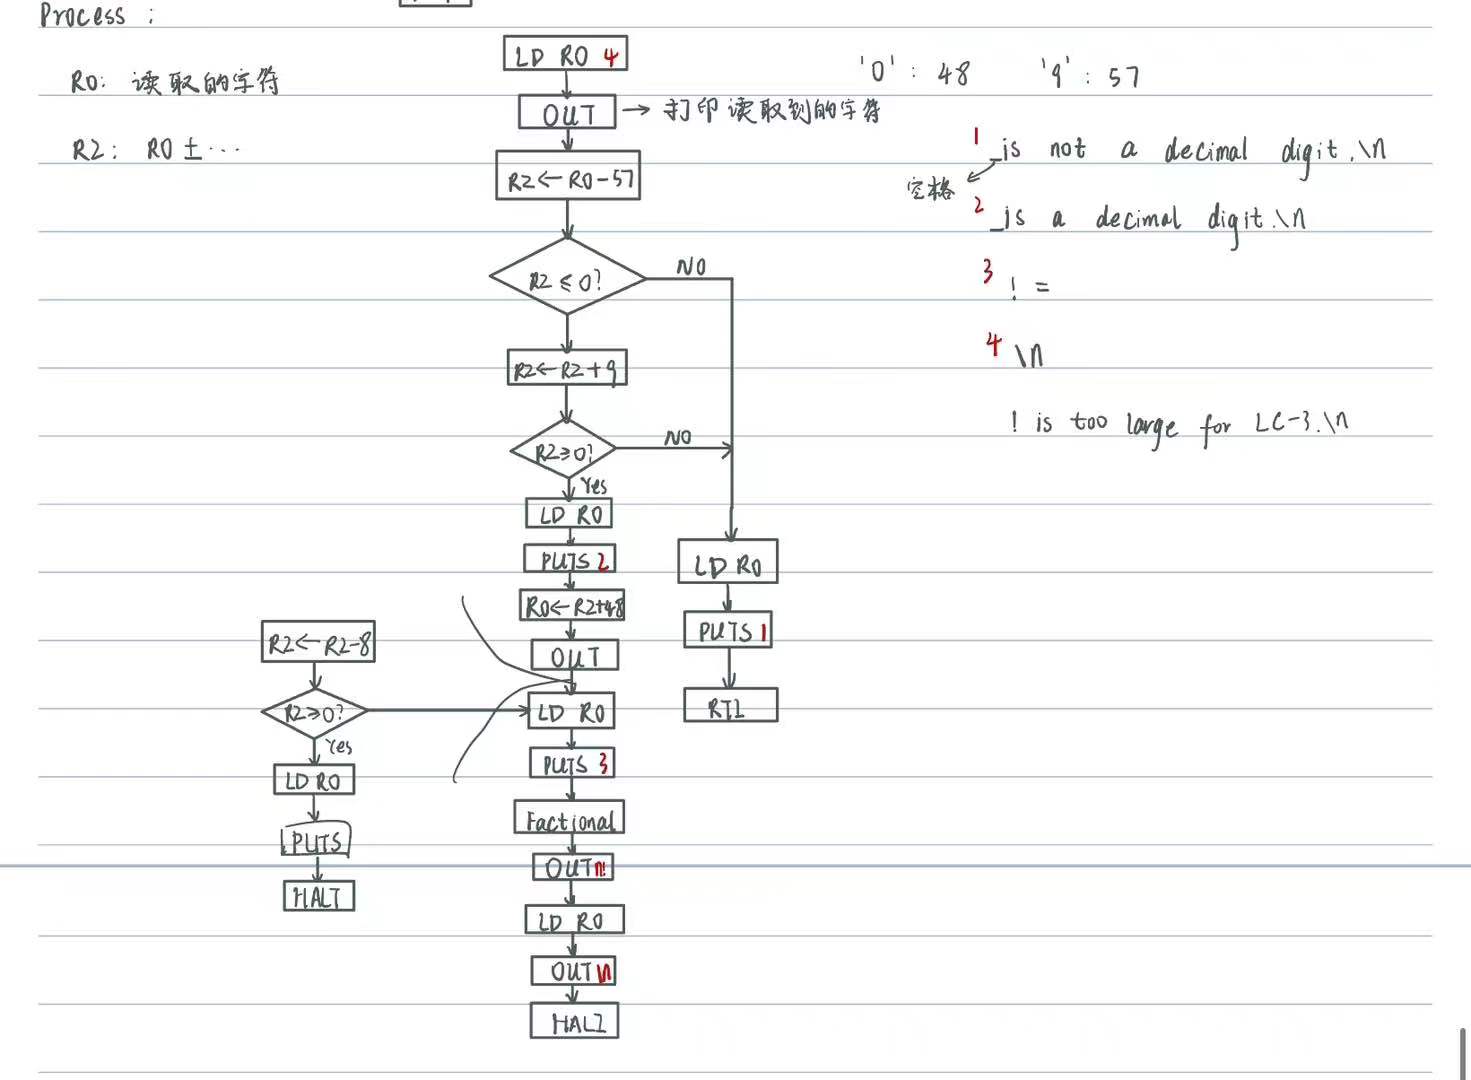 Process :
R0: 读取的字符
R2: R0 ± ···
LD R0 4
OUT → 打印读取到的字符
R2 ← R0-57
R2 ≤ 0?
NO
R2 ← R2 + 9
R2 ≥ 0?
NO
Yes
LD R0
PUTS 2
R0 ← R2+48
OUT
LD R0
PUTS 3
Factional
OUT n!
LD R0
OUT \n
HALT
LD R0
PUTS 1
RTI
R2 ← R2-8
R2 ≥ 0?
Yes
LD R0
PUTS
HALT
'0' : 48 '9' : 57
1 _is not a decimal digit.\n
空格
2 _is a decimal digit.\n
3 ! =
4 \n
! is too large for LC-3.\n